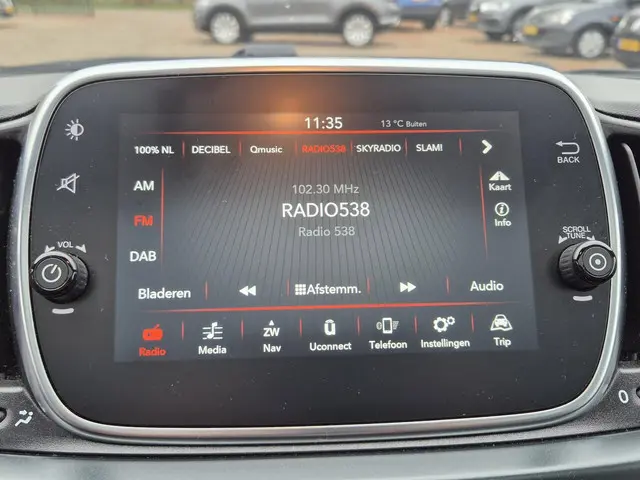 11:35 13 °C Buiten
100% NL DECIBEL Qmusic RADIO538 SKYRADIO SLAM!
BACK
AM
102.30 MHz
Kaart
FM
RADIO538
Info
Radio 538
VOL
SCROLL
TUNE
DAB
Bladeren
Afstemm.
Audio
ZW
Radio Media Nav Uconnect Telefoon Instellingen Trip
0